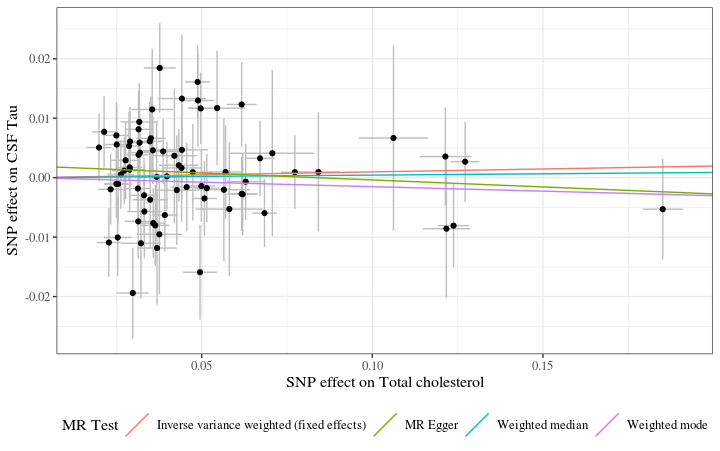 0.02
0.01
0.00
-0.01
-0.02
SNP effect on CSF Tau
0.05 0.10 0.15
SNP effect on Total cholesterol
MR Test Inverse variance weighted (fixed effects) MR Egger Weighted median Weighted mode